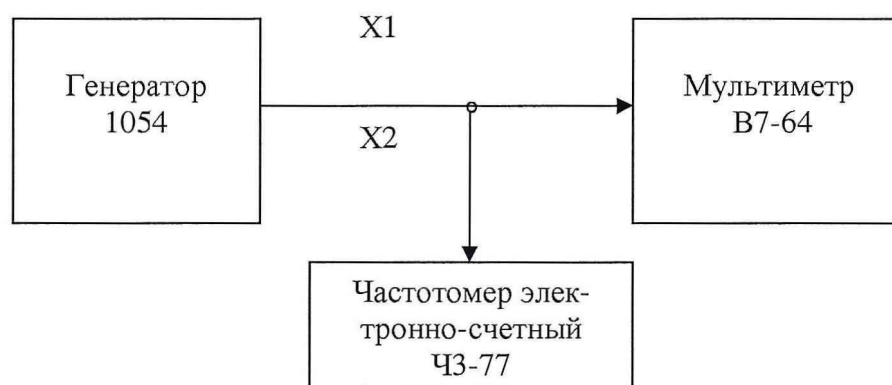 X1
Генератор
1054
X2
Мультиметр
В7-64
Частотомер элек-
тронно-счетный
Ч3-77